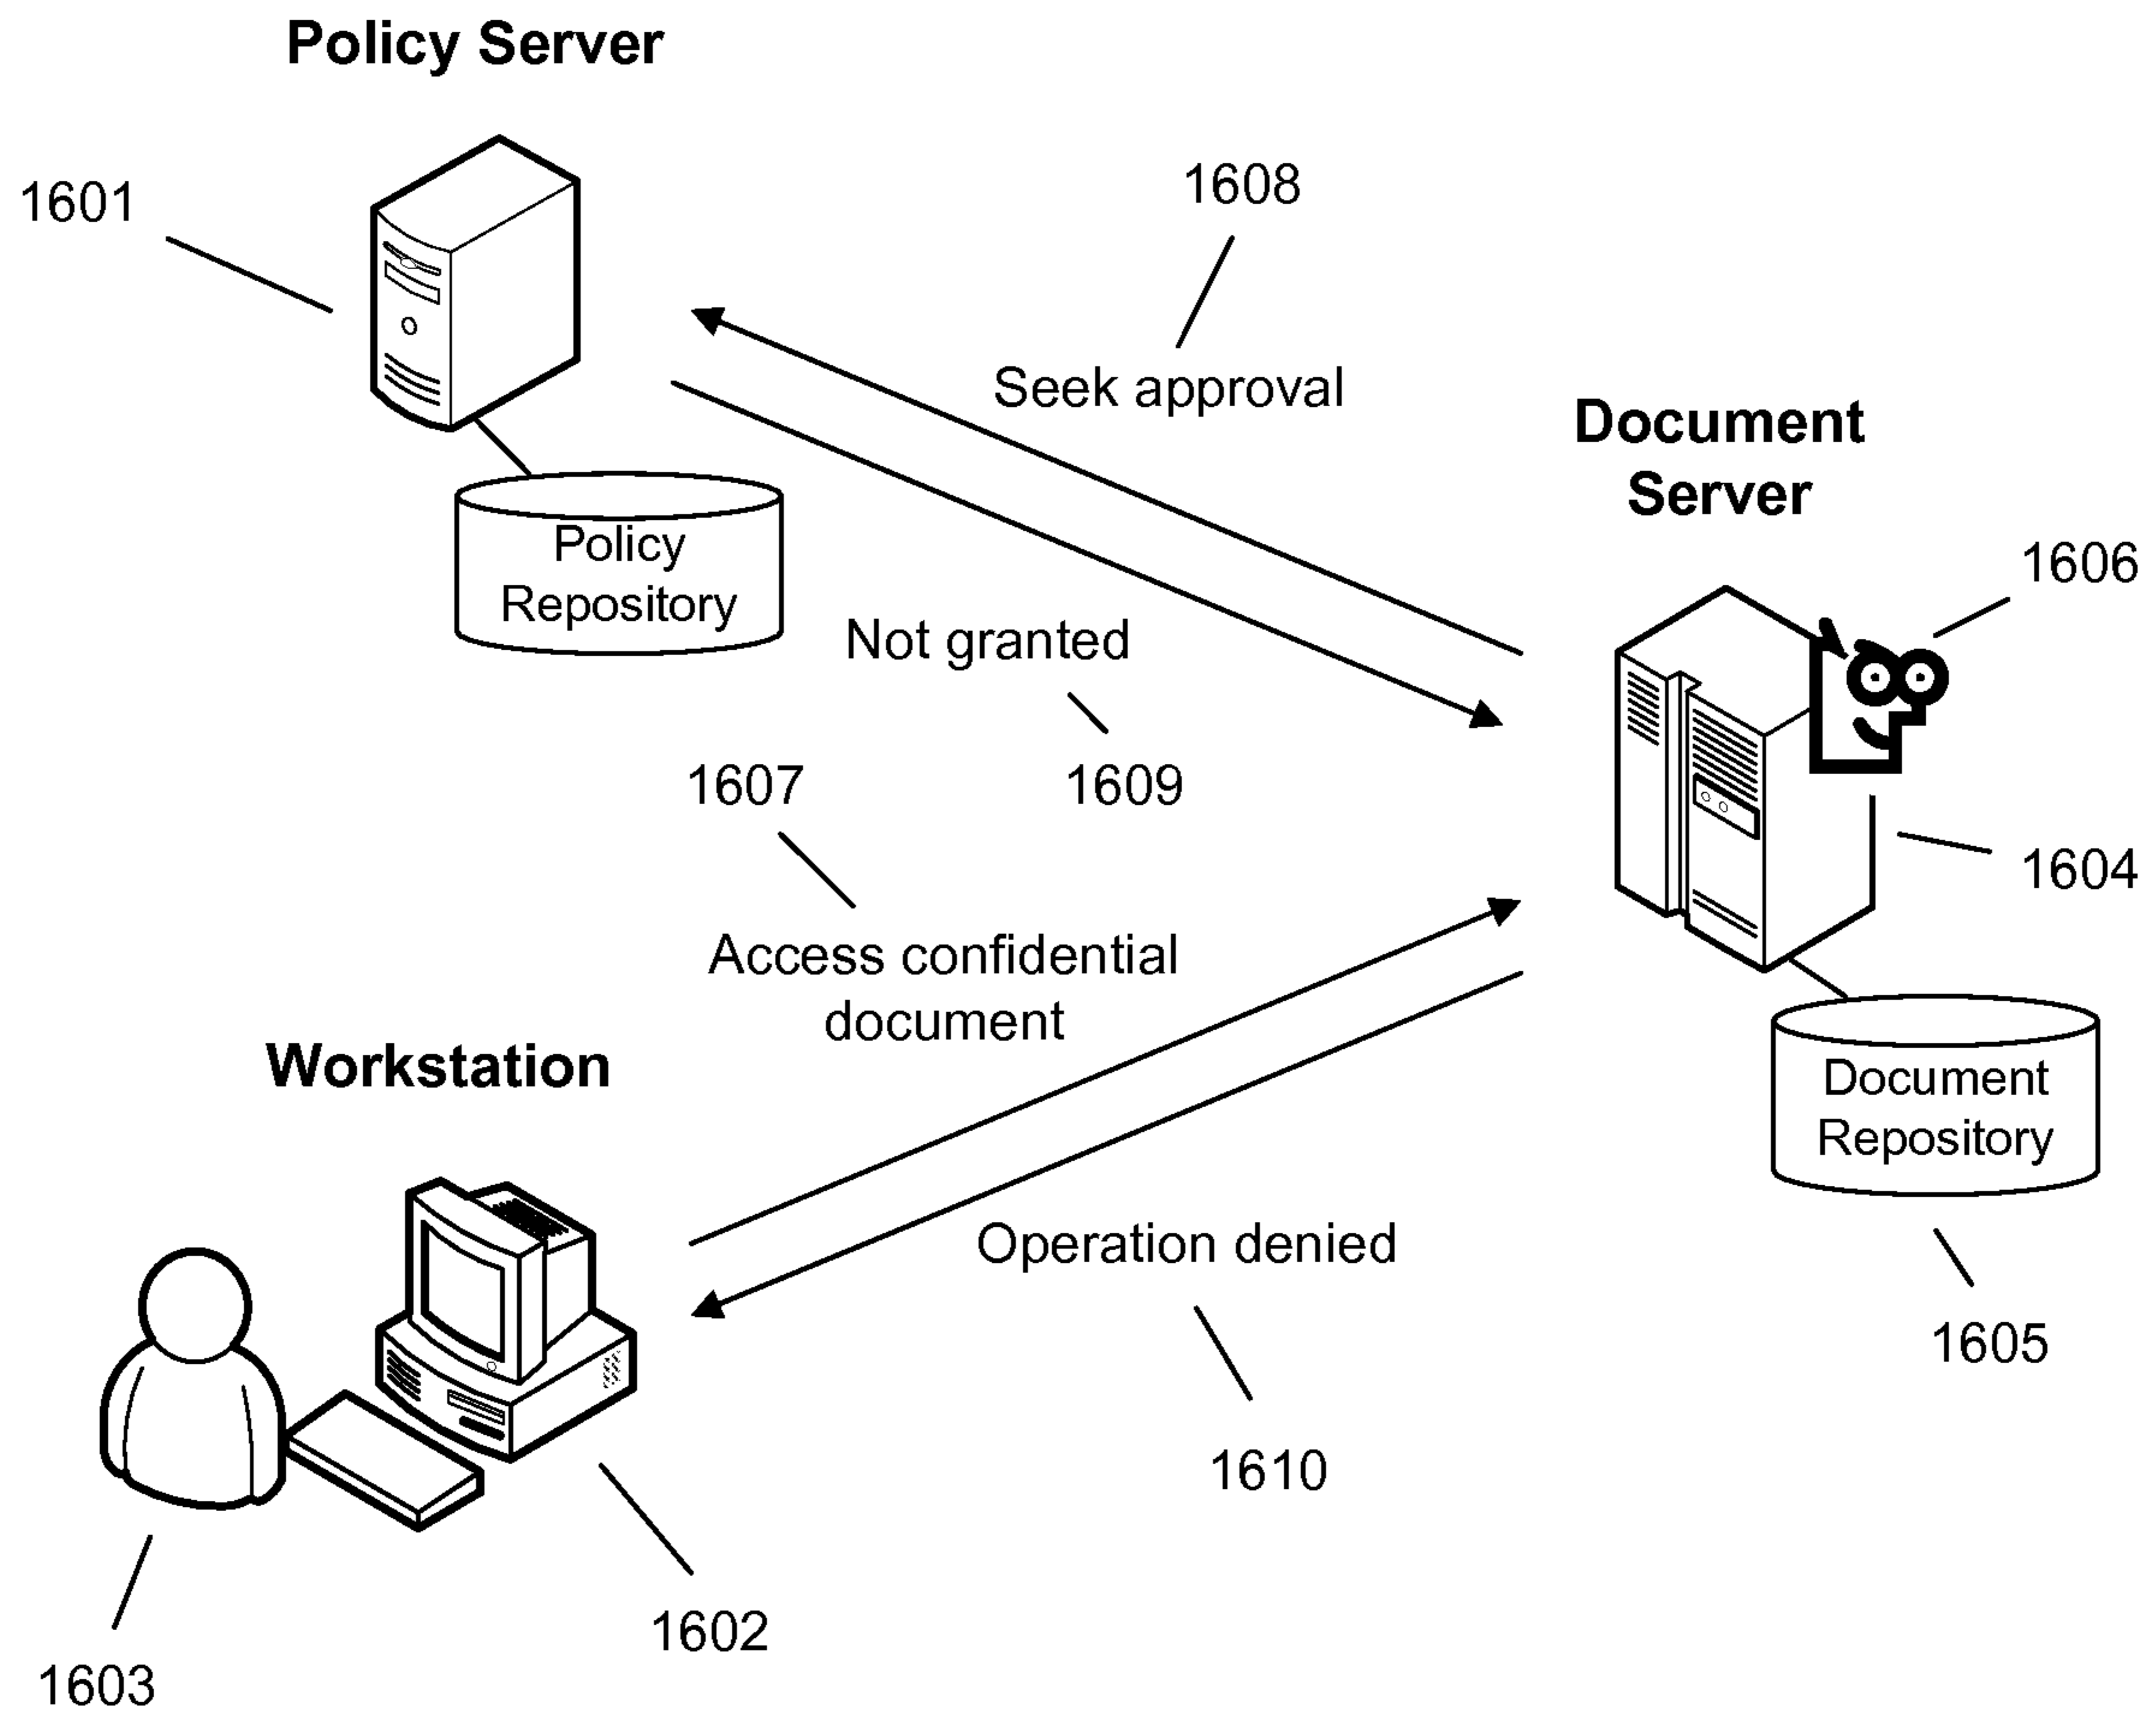 Policy Server
1601
1608
Seek approval
Document
Server
Policy
Repository
Not granted
1606
1607
1609
1604
Access confidential
document
Workstation
Document
Repository
Operation denied
1605
1610
1602
1603